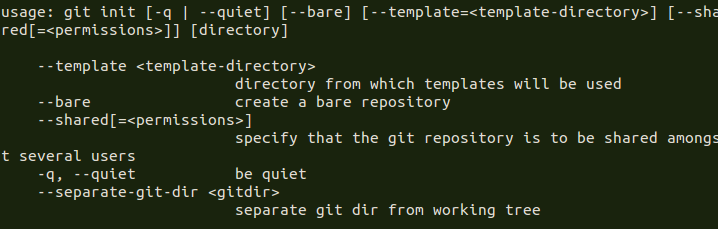 usage: git init [-q | --quiet] [--bare] [--template=<template-directory>] [--sha
red[=<permissions>]] [directory]
--template <template-directory>
directory from which templates will be used
--bare create a bare repository
--shared[=<permissions>]
specify that the git repository is to be shared amongs
t several users
-q, --quiet be quiet
--separate-git-dir <gitdir>
separate git dir from working tree